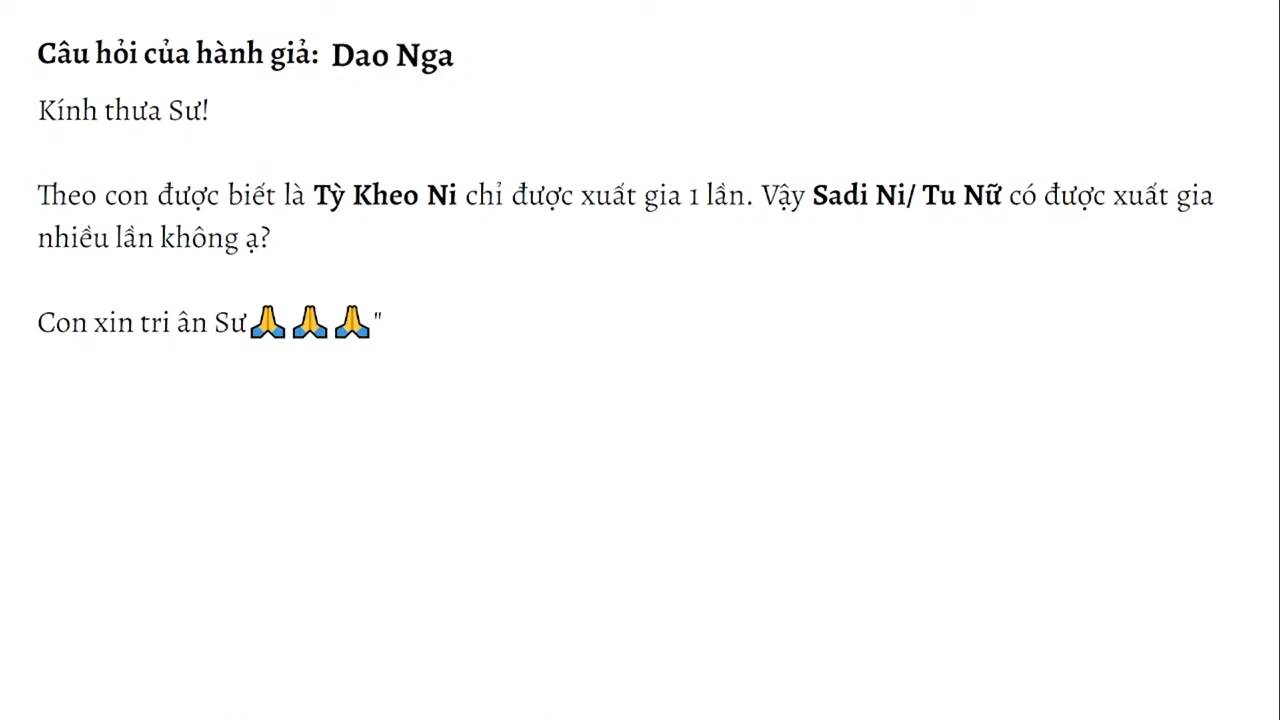 Câu hỏi của hành giả: Dao Nga
Kính thưa Sư!
Theo con được biết là Tỳ Kheo Ni chỉ được xuất gia 1 lần. Vậy Sadi Ni/ Tu Nữ có được xuất gia
nhiều lần không ạ?
Con xin tri ân Sư🙏🙏🙏"